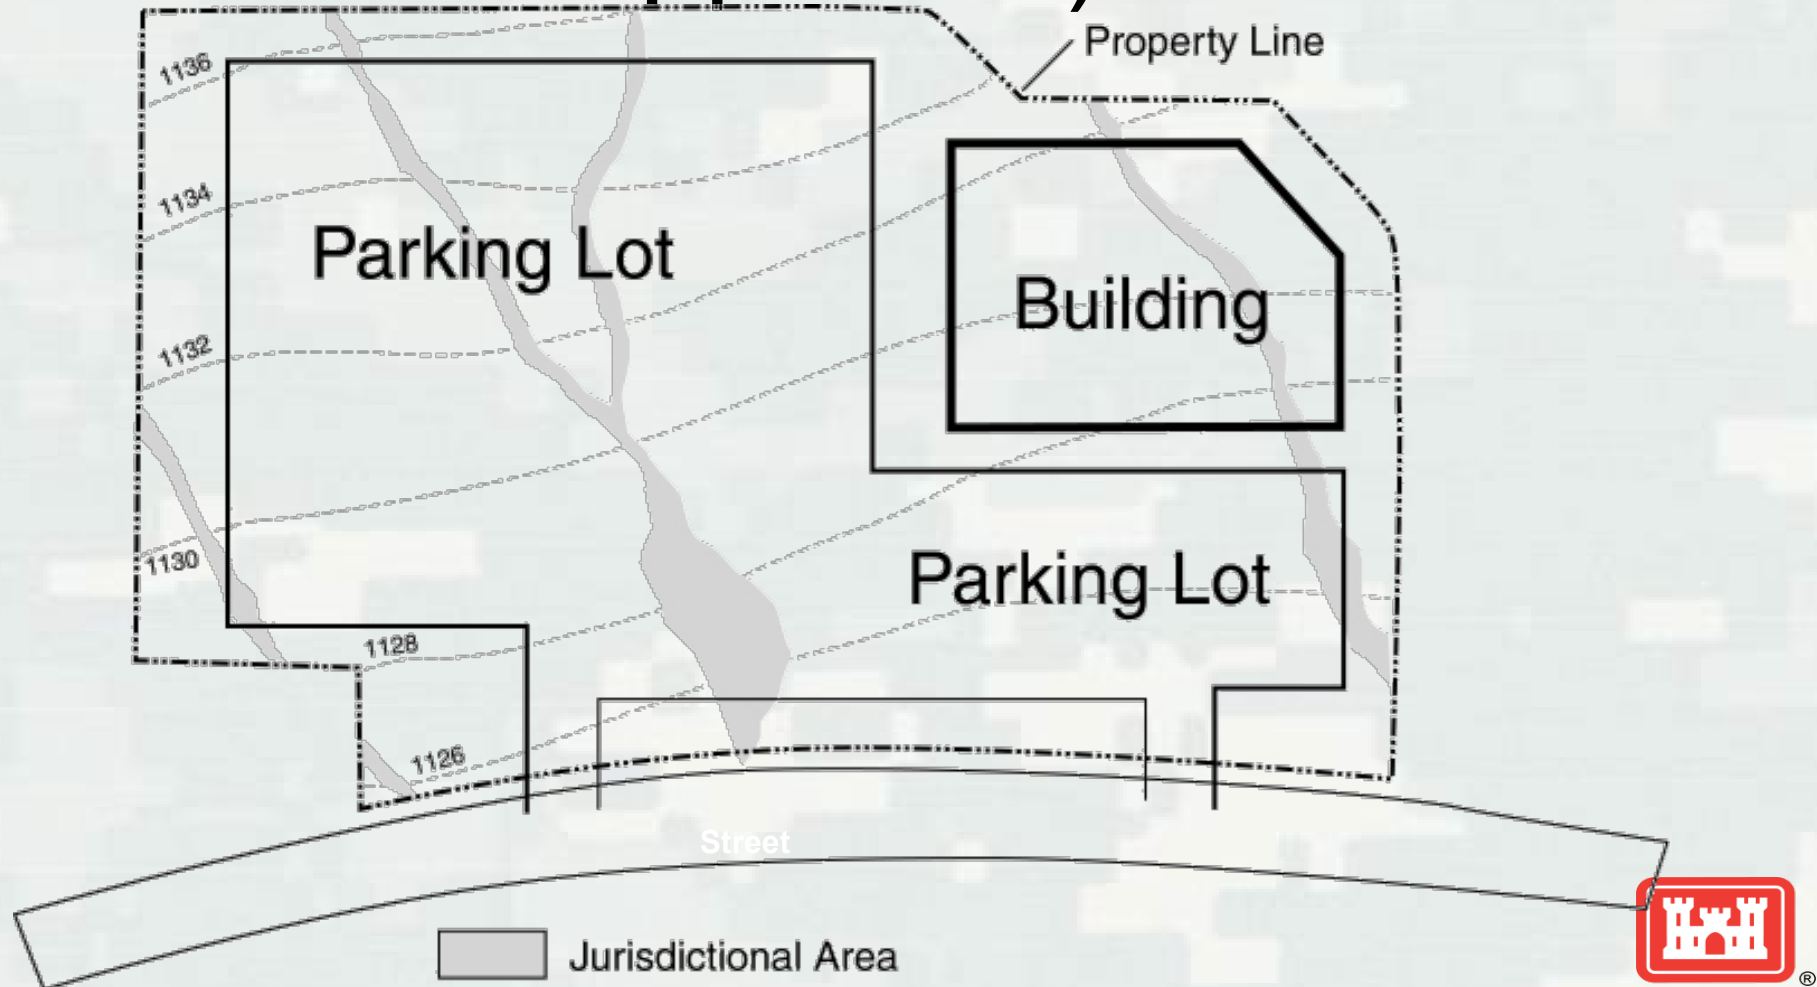 Property Line
1136
1134
Parking Lot
Building
1132
1130
Parking Lot
1128
1126
Street
Jurisdictional Area
®